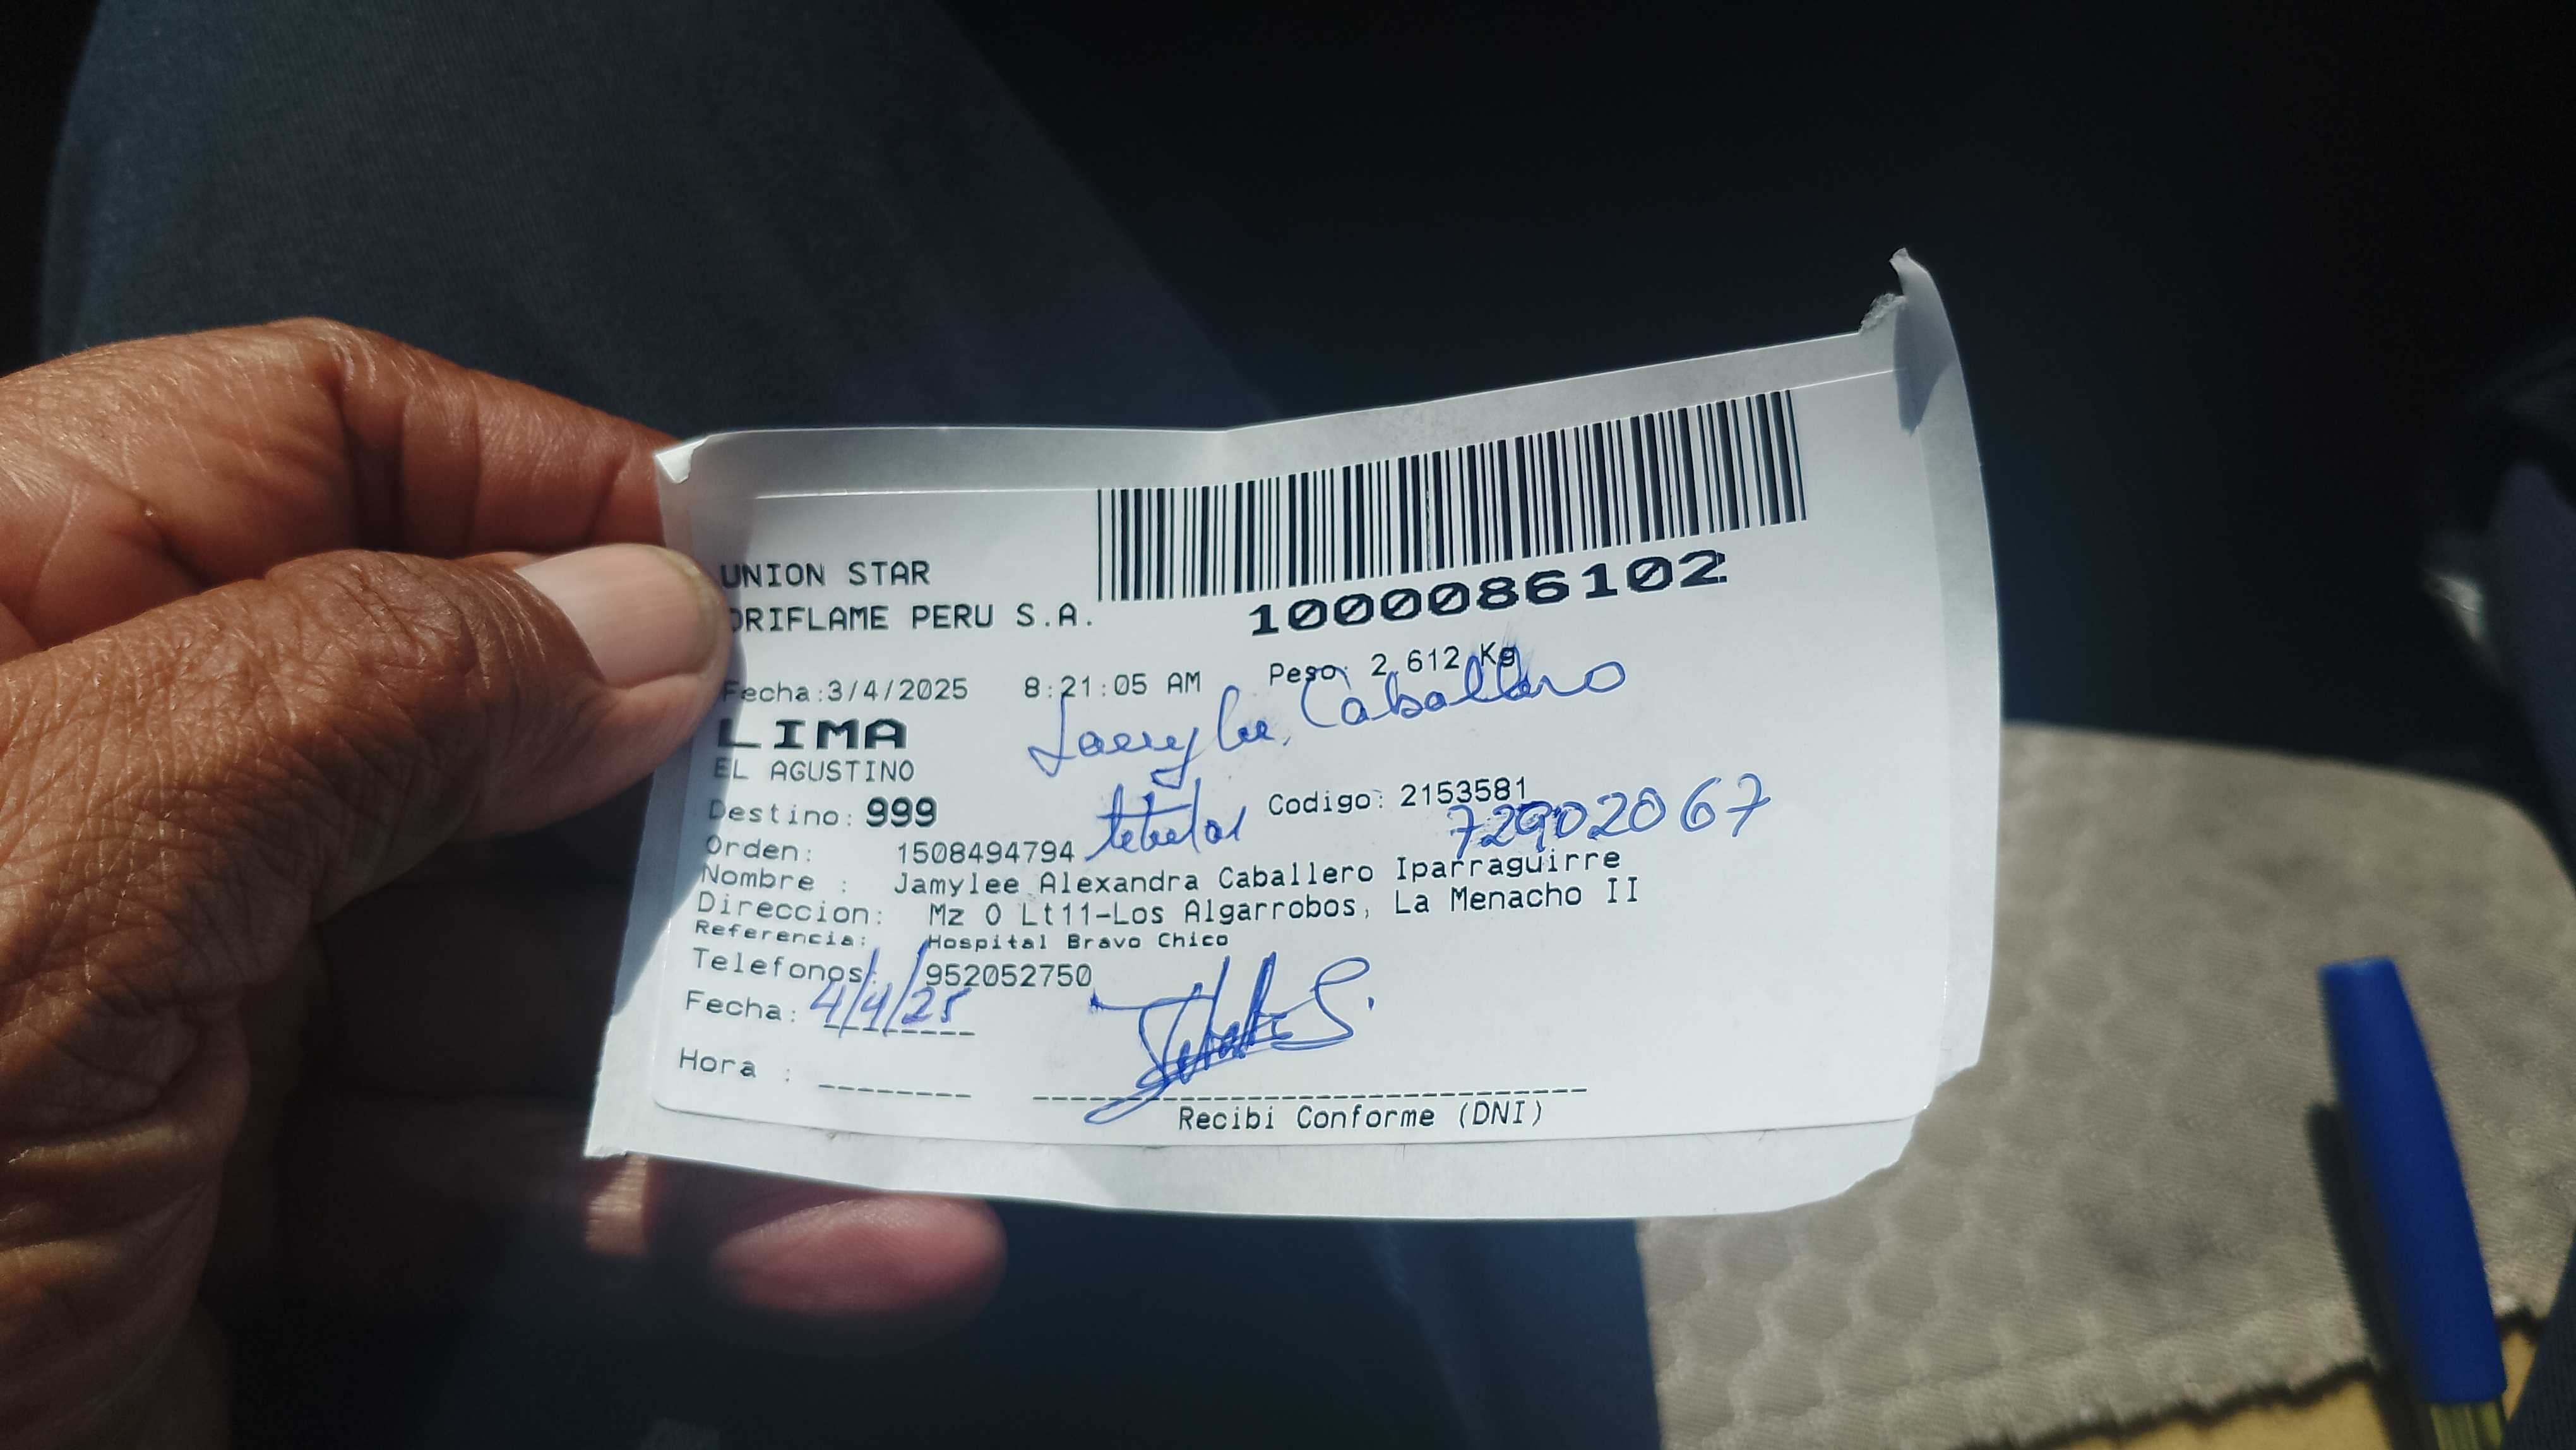 UNION STAR
ORIFLAME PERU S.A.
1000086102
Fecha:3/4/2025 8:21:05 AM Peso: 2.612 Kg
LIMA
Jamylee Caballero
EL AGUSTINO
Destino: 999 titular Codigo: 2153581
72902067
Orden: 1508494794
Nombre : Jamylee Alexandra Caballero Iparraguirre
Direccion: Mz O Lt11-Los Algarrobos, La Menacho II
Referencia: Hospital Bravo Chico
Telefonos: 952052750
Fecha: 4/4/25
Hora :
Recibi Conforme (DNI)